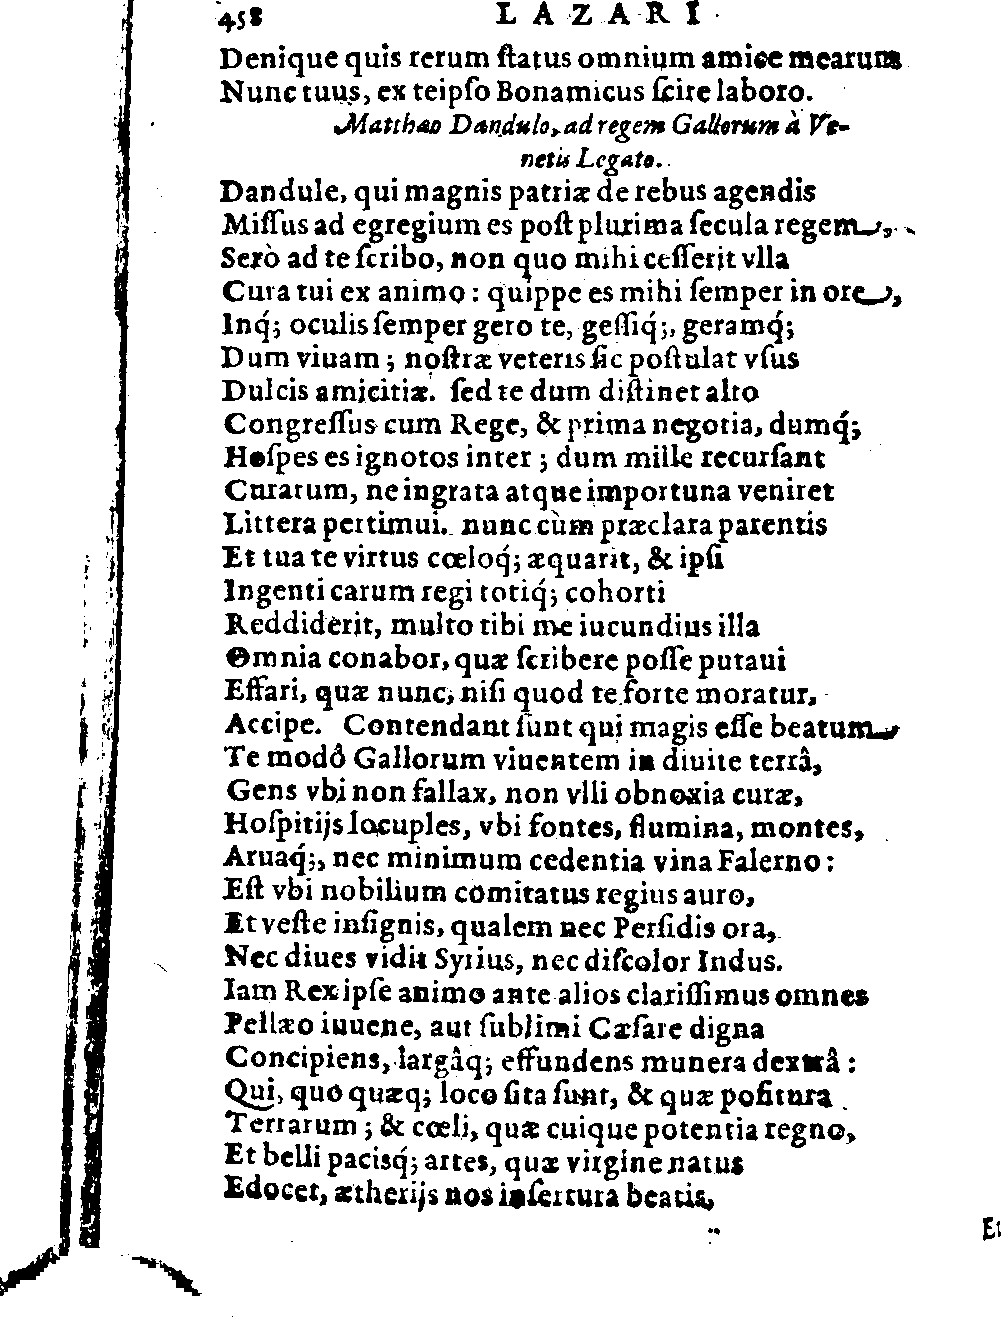 458 LAZARI
Denique quis rerum ſtatus omnium amice mearum
Nunc tuus, ex teipſo Bonamicus ſcire laboro.
Matthæo Dandulo, ad regem Gallorum à Ve-
netis Legato.
Dandule, qui magnis patriæ de rebus agendis
Miſſus ad egregium es poſt plurima ſecula regem,
Serò ad te ſcribo, non quo mihi ceſſerit vlla
Cura tui ex animo: quippe es mihi ſemper in ore,
Inq́; oculis ſemper gero te, geſſiq́;, geramq́;
Dum viuam; noſtræ veteris ſic poſtulat vſus
Dulcis amicitiæ. ſed te dum diſtinet alto
Congreſſus cum Rege, & prima negotia, dumq́;
Hoſpes es ignotos inter; dum mille recurſant
Curarum, ne ingrata atque importuna veniret
Littera pertimui. nunc cùm præclara parentis
Et tua te virtus cœloq́; æquarit, & ipſi
Ingenti carum regi totiq́; cohorti
Reddiderit, multo tibi me iucundius illa
Omnia conabor, quæ ſcribere poſſe putaui
Effari, quæ nunc, niſi quod te forte moratur,
Accipe. Contendant ſunt qui magis eſſe beatum
Te modô Gallorum viuentem in diuite terrâ,
Gens vbi non fallax, non vlli obnoxia curæ,
Hoſpitijs locuples, vbi fontes, flumina, montes,
Aruaq́;, nec minimum cedentia vina Falerno:
Eſt vbi nobilium comitatus regius auro,
Et veſte inſignis, qualem nec Perſidis ora,
Nec diues vidit Syrius, nec diſcolor Indus.
Iam Rex ipſe animo ante alios clariſſimus omnes
Pellæo iuuene, aut ſublimi Cæſare digna
Concipiens, largâq; effundens munera dextrâ:
Qui, quo quæq; loco ſita ſunt, & quæ poſitura
Terrarum; & cœli, quæ cuique potentia regno,
Et belli pacisq́; artes, quæ virgine natus
Edocet, ætherijs nos inſertura beatis,
Et